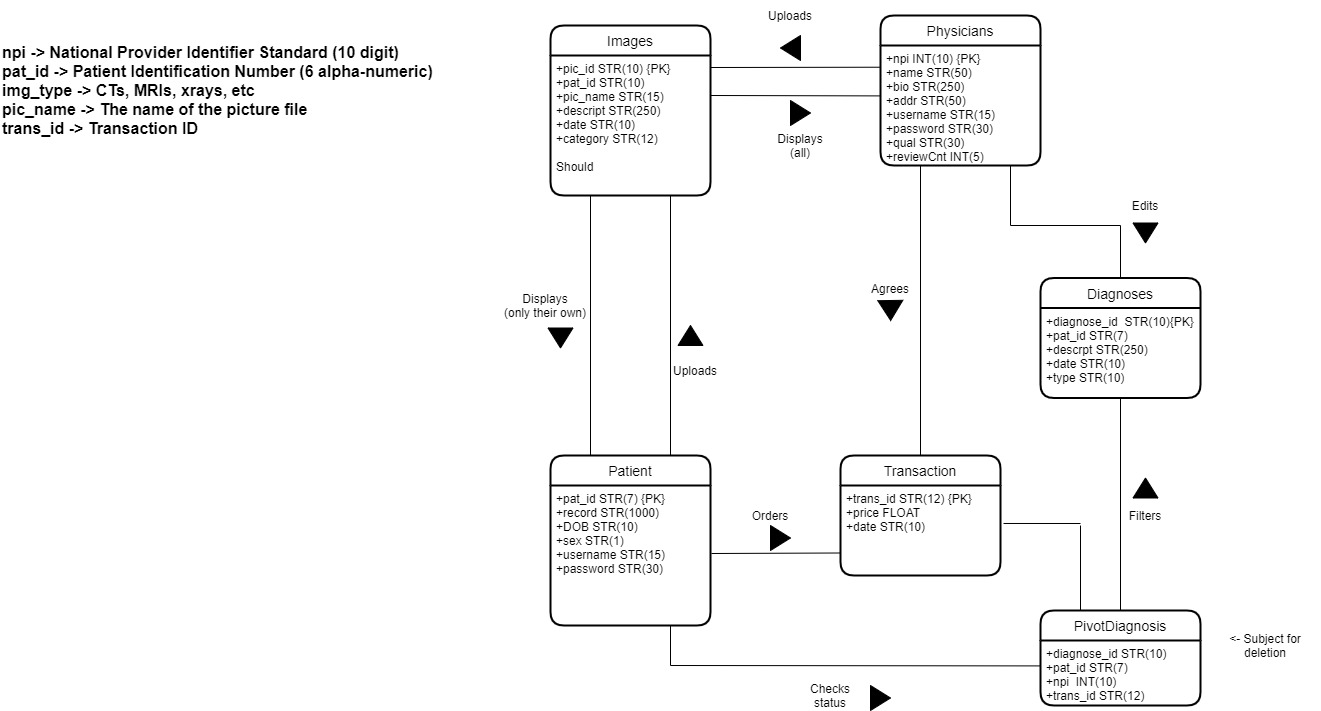 npi -> National Provider Identifier Standard (10 digit)
pat_id -> Patient Identification Number (6 alpha-numeric)
img_type -> CTs, MRIs, xrays, etc
pic_name -> The name of the picture file
trans_id -> Transaction ID
Images
+pic_id STR(10) {PK}
+pat_id STR(10)
+pic_name STR(15)
+descript STR(250)
+date STR(10)
+category STR(12)
Should
Uploads
Displays
(all)
Physicians
+npi INT(10) {PK}
+name STR(50)
+bio STR(250)
+addr STR(50)
+username STR(15)
+password STR(30)
+qual STR(30)
+reviewCnt INT(5)
Edits
Displays
(only their own)
Uploads
Agrees
Diagnoses
+diagnose_id  STR(10){PK}
+pat_id STR(7)
+descrpt STR(250)
+date STR(10)
+type STR(10)
Patient
+pat_id STR(7) {PK}
+record STR(1000)
+DOB STR(10)
+sex STR(1)
+username STR(15)
+password STR(30)
Orders
Transaction
+trans_id STR(12) {PK}
+price FLOAT
+date STR(10)
Filters
PivotDiagnosis
+diagnose_id STR(10)
+pat_id STR(7)
+npi  INT(10)
+trans_id STR(12)
<- Subject for
deletion
Checks
status